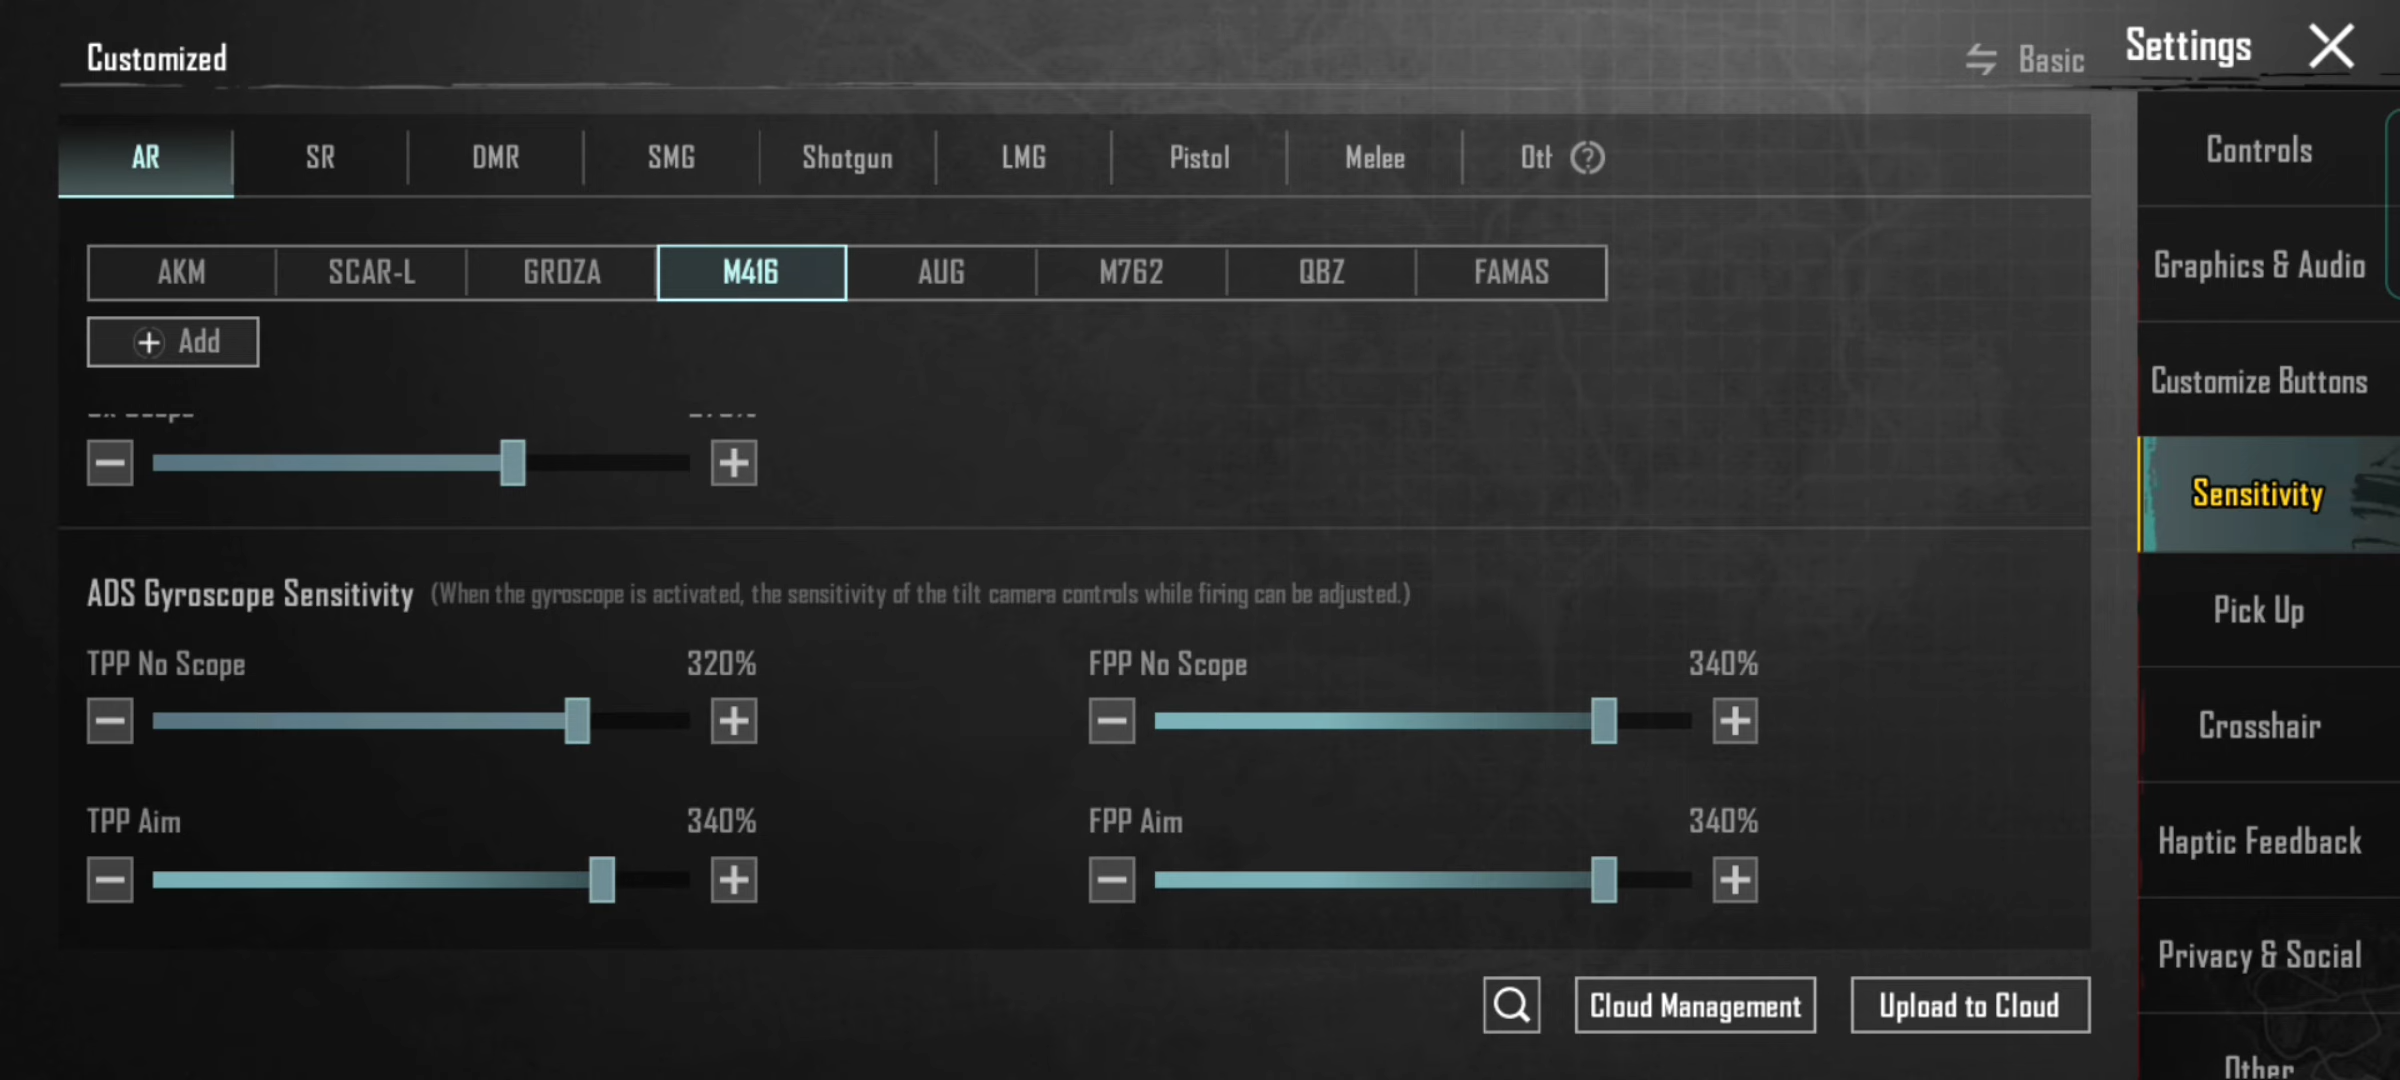 Customized
Basic
Settings
AR
SR
DMR
SMG
Shotgun
LMG
Pistol
Melee
Ot
AKM
SCAR-L
GROZA
M416
AUG
M762
QBZ
FAMAS
Add
ADS Gyroscope Sensitivity (When the gyroscope is activated, the sensitivity of the tilt camera controls while firing can be adjusted.)
TPP No Scope 320%
FPP No Scope 340%
TPP Aim 340%
FPP Aim 340%
Cloud Management
Upload to Cloud
Controls
Graphics & Audio
Customize Buttons
Sensitivity
Pick Up
Crosshair
Haptic Feedback
Privacy & Social
Other